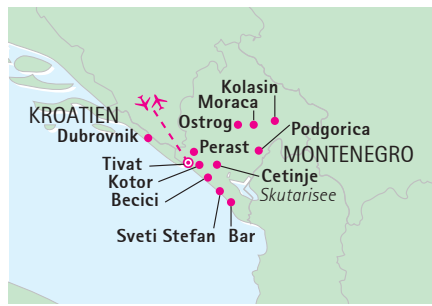 Kolasin
Moraca
KROATIEN
Ostrog
Dubrovnik
Podgorica
Perast
MONTENEGRO
Tivat
Cetinje
Kotor
Skutarisee
Becici
Sveti Stefan
Bar